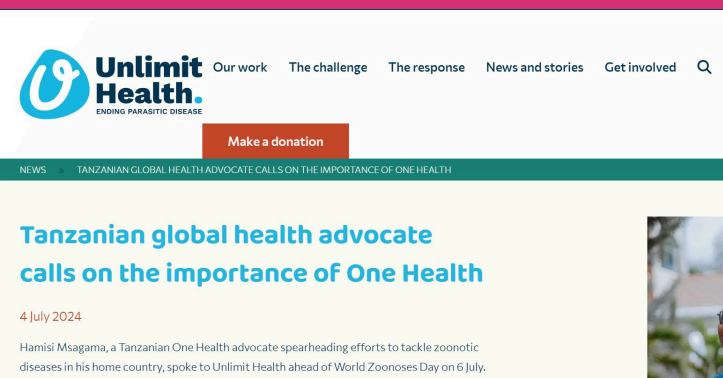 Unlimit
Health.
ENDING PARASITIC DISEASE
Our work The challenge The response News and stories Get involved
Make a donation
NEWS » TANZANIAN GLOBAL HEALTH ADVOCATE CALLS ON THE IMPORTANCE OF ONE HEALTH
Tanzanian global health advocate
calls on the importance of One Health
4 July 2024
Hamisi Msagama, a Tanzanian One Health advocate spearheading efforts to tackle zoonotic
diseases in his home country, spoke to Unlimit Health ahead of World Zoonoses Day on 6 July.